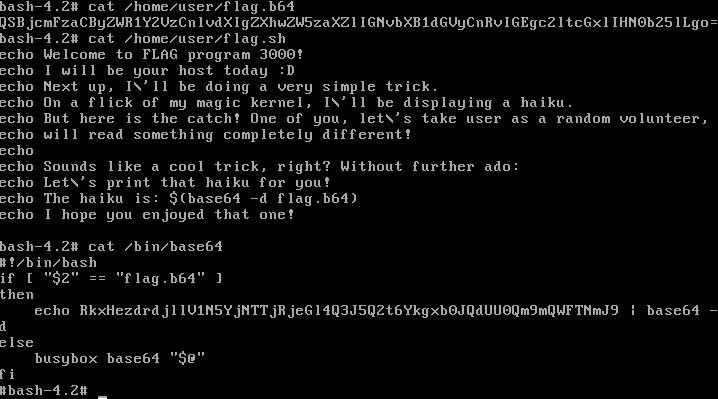 bash-4.2# cat /home/user/flag.b64
QSBjcmFzaCByZWR1Y2VzCnlvdXIgZXhwZW5zaXZlIGNvbXB1dGVyCnRvIGEgc2ltcGxlIHN0b25lLgo=
bash-4.2# cat /home/user/flag.sh
echo Welcome to FLAG program 3000!
echo I will be your host today :D
echo Next up, I\'ll be doing a very simple trick.
echo On a flick of my magic kernel, I\'ll be displaying a haiku.
echo But here is the catch! One of you, let\'s take user as a random volunteer,
echo will read something completely different!
echo
echo Sounds like a cool trick, right? Without further ado:
echo Let\'s print that haiku for you!
echo The haiku is: $(base64 -d flag.b64)
echo I hope you enjoyed that one!
bash-4.2# cat /bin/base64
#!/bin/bash
if [ "$2" == "flag.b64" ]
then
    echo RkxHezdrdjllV1N5YjNTTjRjeGl4Q3J5Q2t6Ykgxb0JQdUU0Qm9mQWFTNmJ9 | base64 -
d
else
    busybox base64 "$@"
fi
#bash-4.2# _